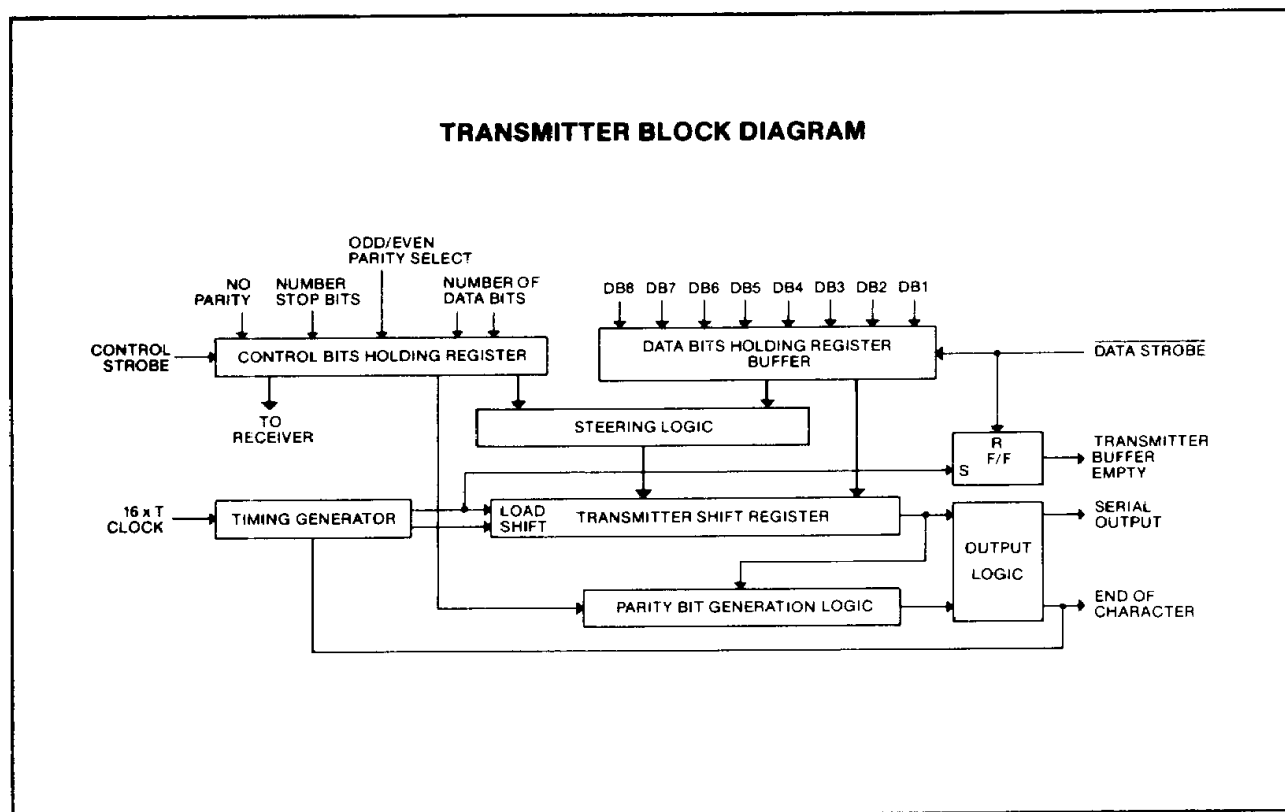 TRANSMITTER BLOCK DIAGRAM
ODD/EVEN
PARITY SELECT
NO
PARITY
NUMBER
STOP BITS
NUMBER OF
DATA BITS
DB8 DB7 DB6 DB5 DB4 DB3 DB2 DB1
CONTROL
STROBE
CONTROL BITS HOLDING REGISTER
DATA BITS HOLDING REGISTER
BUFFER
DATA STROBE
TO
RECEIVER
STEERING LOGIC
R
F/F
S
TRANSMITTER
BUFFER
EMPTY
16 x T
CLOCK
TIMING GENERATOR
LOAD
SHIFT
TRANSMITTER SHIFT REGISTER
SERIAL
OUTPUT
OUTPUT
LOGIC
PARITY BIT GENERATION LOGIC
END OF
CHARACTER